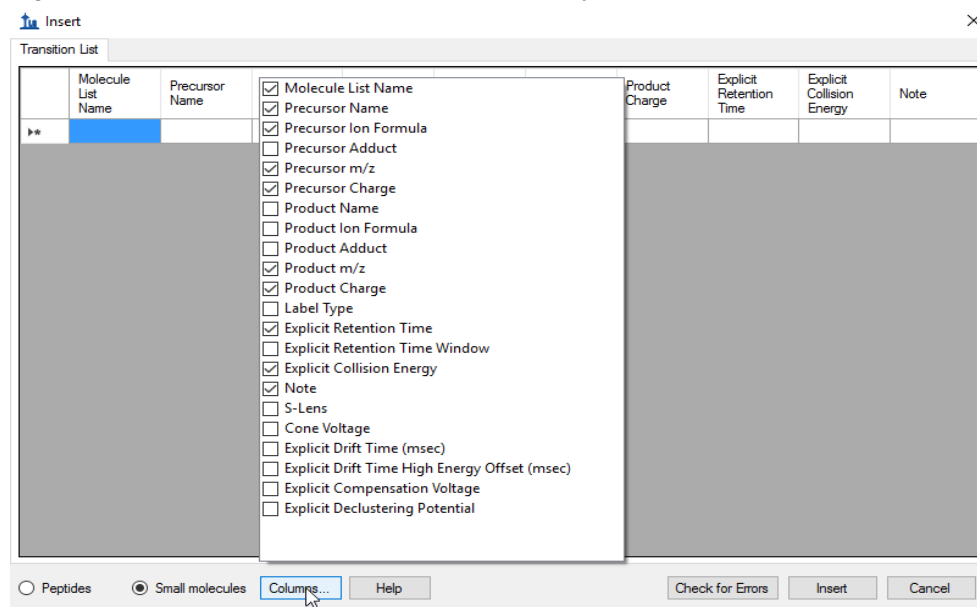 Insert
Transition List
Molecule
List
Name
Precursor
Name
Product
Charge
Explicit
Retention
Time
Explicit
Collision
Energy
Note
Molecule List Name
Precursor Name
Precursor Ion Formula
Precursor Adduct
Precursor m/z
Precursor Charge
Product Name
Product Ion Formula
Product Adduct
Product m/z
Product Charge
Label Type
Explicit Retention Time
Explicit Retention Time Window
Explicit Collision Energy
Note
S-Lens
Cone Voltage
Explicit Drift Time (msec)
Explicit Drift Time High Energy Offset (msec)
Explicit Compensation Voltage
Explicit Declustering Potential
Peptides Small molecules Columns... Help Check for Errors Insert Cancel